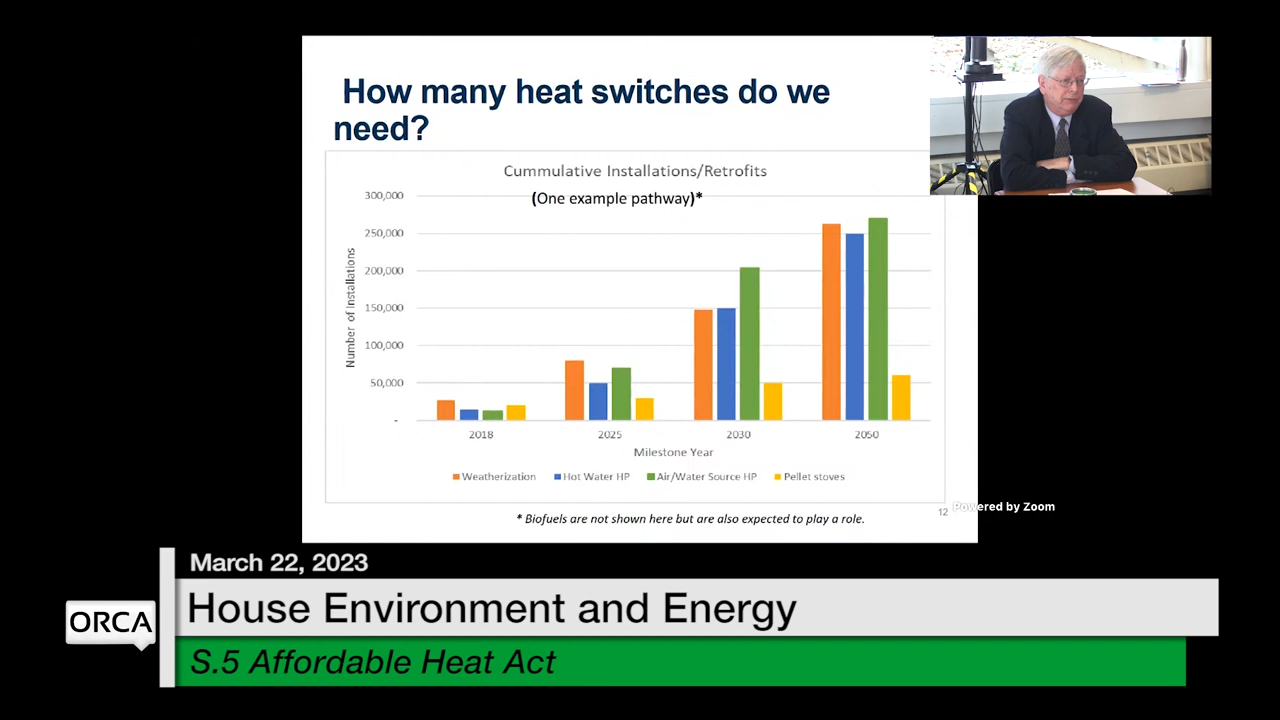 How many heat switches do we
need?
Cummulative Installations/Retrofits
(One example pathway)*
Number of Installations
300,000
250,000
200,000
150,000
100,000
50,000
-
2018 2025 2030 2050
Milestone Year
Weatherization Hot Water HP Air/Water Source HP Pellet stoves
* Biofuels are not shown here but are also expected to play a role.
12
Powered by Zoom
March 22, 2023
House Environment and Energy
ORCA
S.5 Affordable Heat Act